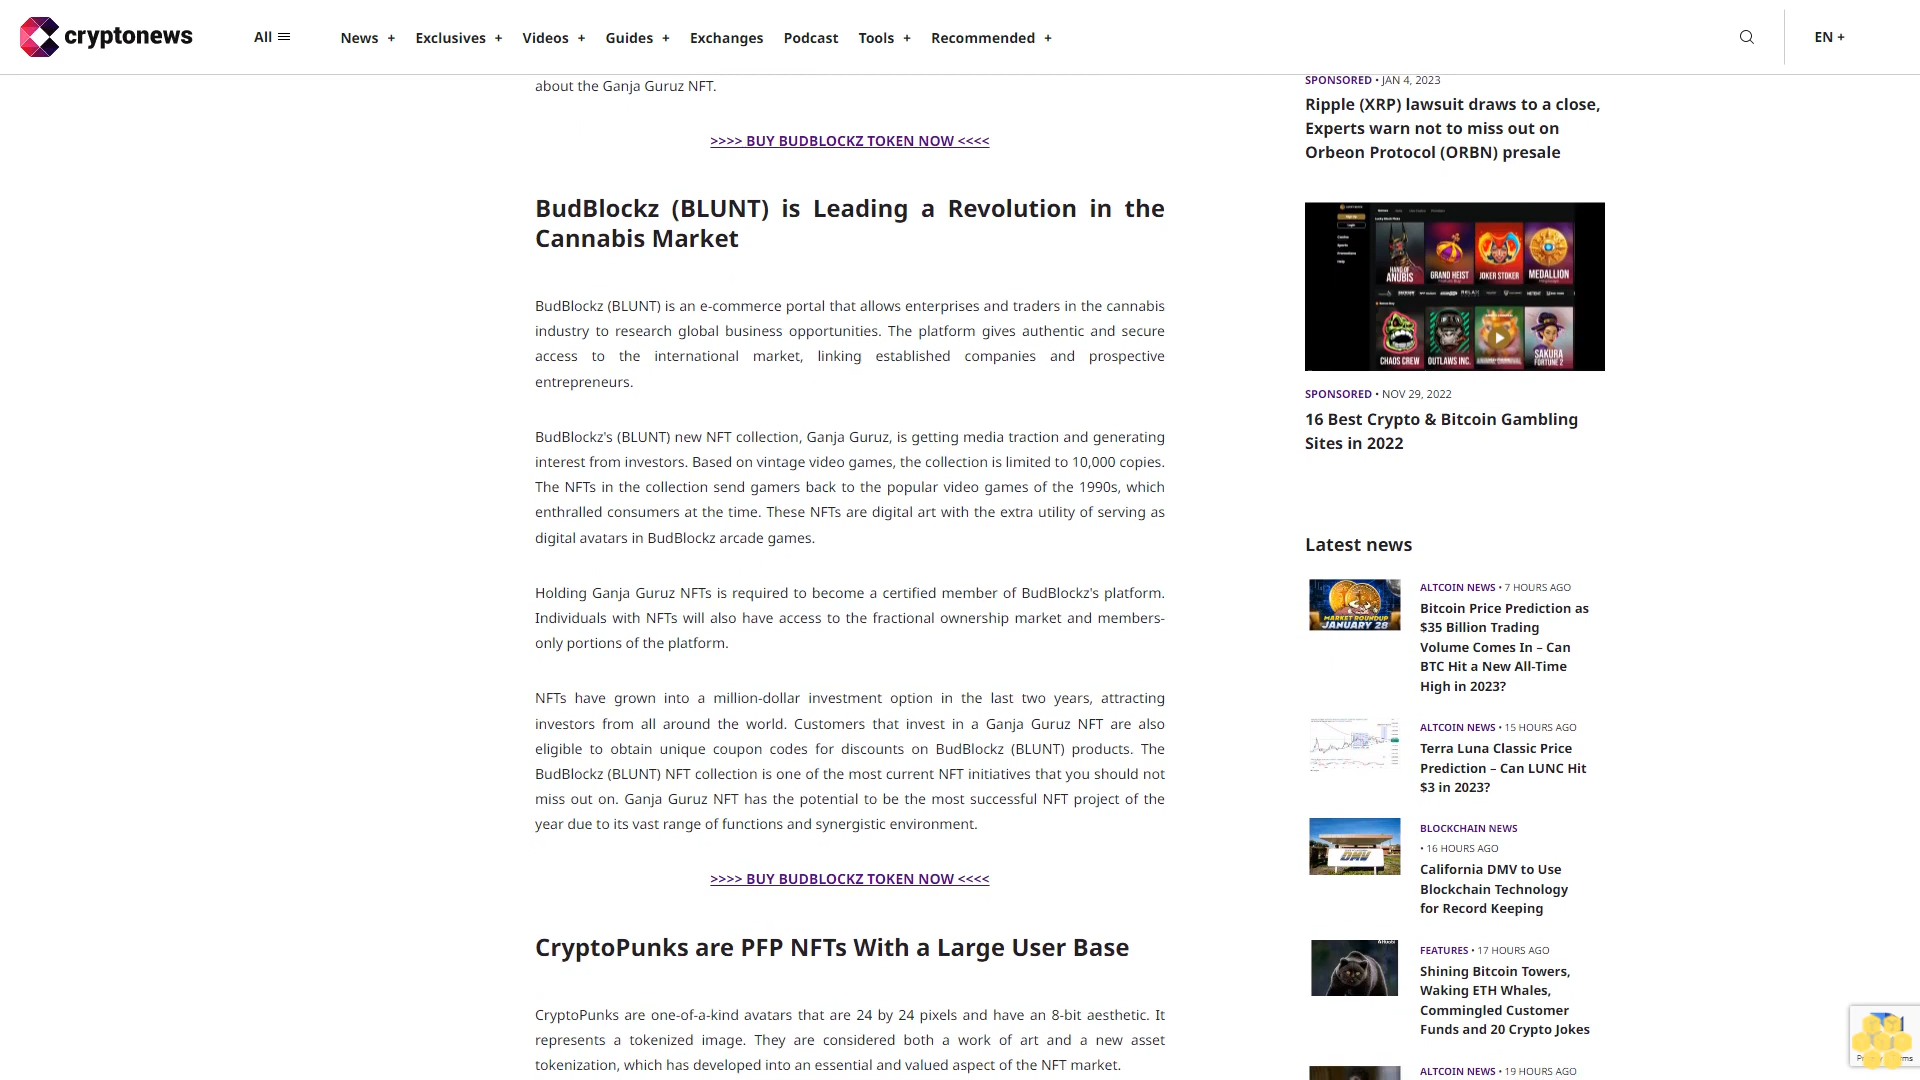 cryptonews
All
News +
Exclusives +
Videos +
Guides +
Exchanges
Podcast
Tools +
Recommended +
EN +
about the Ganja Guruz NFT.
>>>> BUY BUDBLOCKZ TOKEN NOW <<<<
BudBlockz (BLUNT) is Leading a Revolution in the
Cannabis Market
BudBlockz (BLUNT) is an e-commerce portal that allows enterprises and traders in the cannabis
industry to research global business opportunities. The platform gives authentic and secure
access to the international market, linking established companies and prospective
entrepreneurs.
BudBlockz's (BLUNT) new NFT collection, Ganja Guruz, is getting media traction and generating
interest from investors. Based on vintage video games, the collection is limited to 10,000 copies.
The NFTs in the collection send gamers back to the popular video games of the 1990s, which
enthralled consumers at the time. These NFTs are digital art with the extra utility of serving as
digital avatars in BudBlockz arcade games.
Holding Ganja Guruz NFTs is required to become a certified member of BudBlockz's platform.
Individuals with NFTs will also have access to the fractional ownership market and members-
only portions of the platform.
NFTs have grown into a million-dollar investment option in the last two years, attracting
investors from all around the world. Customers that invest in a Ganja Guruz NFT are also
eligible to obtain unique coupon codes for discounts on BudBlockz (BLUNT) products. The
BudBlockz (BLUNT) NFT collection is one of the most current NFT initiatives that you should not
miss out on. Ganja Guruz NFT has the potential to be the most successful NFT project of the
year due to its vast range of functions and synergistic environment.
>>>> BUY BUDBLOCKZ TOKEN NOW <<<<
CryptoPunks are PFP NFTs With a Large User Base
CryptoPunks are one-of-a-kind avatars that are 24 by 24 pixels and have an 8-bit aesthetic. It
represents a tokenized image. They are considered both a work of art and a new asset
tokenization, which has developed into an essential and valued aspect of the NFT market.
SPONSORED • JAN 4, 2023
Ripple (XRP) lawsuit draws to a close,
Experts warn not to miss out on
Orbeon Protocol (ORBN) presale
HAND OF
ANUBIS
GRAND HEIST
JOKER STOKER
MEDALLION
CHAOS CREW
OUTLAWS INC.
SAKURA
FORTUNE 2
SPONSORED • NOV 29, 2022
16 Best Crypto & Bitcoin Gambling
Sites in 2022
Latest news
MARKET ROUNDUP
JANUARY 28
ALTCOIN NEWS • 7 HOURS AGO
Bitcoin Price Prediction as
$35 Billion Trading
Volume Comes In – Can
BTC Hit a New All-Time
High in 2023?
ALTCOIN NEWS • 15 HOURS AGO
Terra Luna Classic Price
Prediction – Can LUNC Hit
$3 in 2023?
DMV
BLOCKCHAIN NEWS
• 16 HOURS AGO
California DMV to Use
Blockchain Technology
for Record Keeping
FEATURES • 17 HOURS AGO
Shining Bitcoin Towers,
Waking ETH Whales,
Commingled Customer
Funds and 20 Crypto Jokes
ALTCOIN NEWS • 19 HOURS AGO